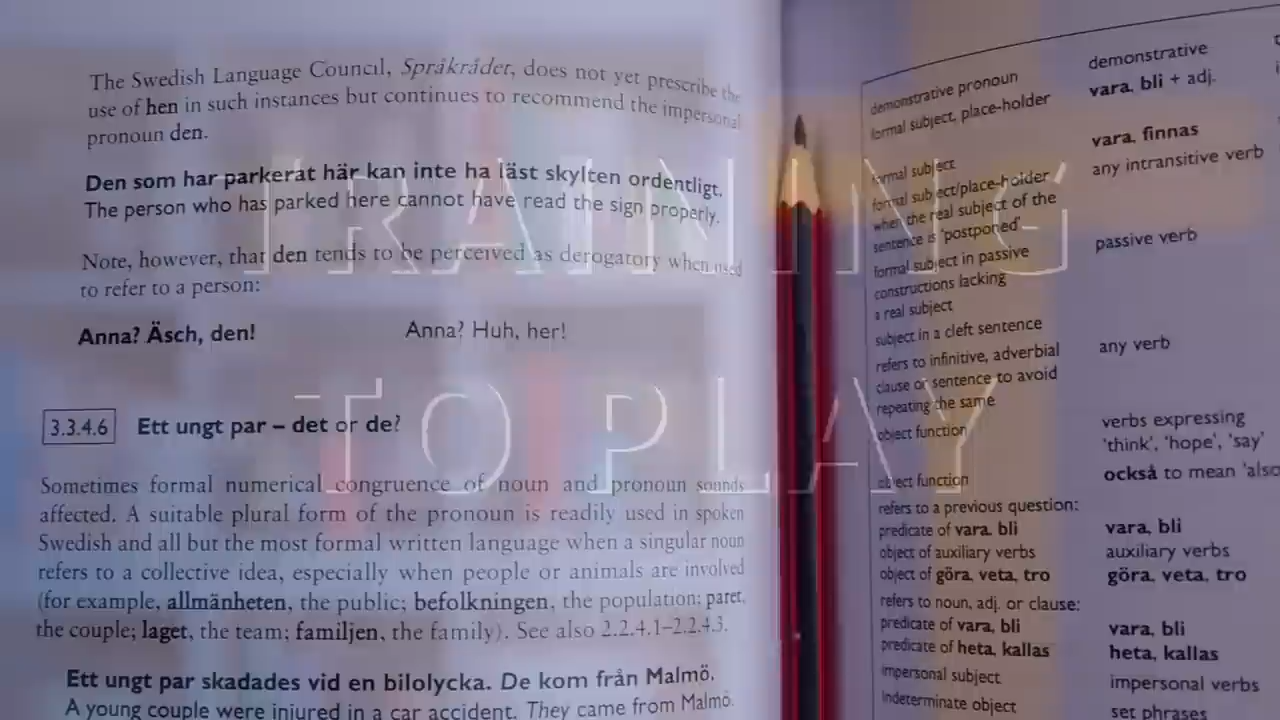 The Swedish Language Council, Språkrådet, does not yet prescribe the
use of hen in such instances but continues to recommend the impersonal
pronoun den.
Den som har parkerat här kan inte ha läst skylten ordentligt.
The person who has parked here cannot have read the sign properly.
Note, however, that den tends to be perceived as derogatory when used
to refer to a person:
Anna? Äsch, den! Anna? Huh, her!
3.3.4.6 Ett ungt par – det or de?
Sometimes formal numerical congruence of noun and pronoun sounds
affected. A suitable plural form of the pronoun is readily used in spoken
Swedish and all but the most formal written language when a singular noun
refers to a collective idea, especially when people or animals are involved
(for example, allmänheten, the public; befolkningen, the population; paret,
the couple; laget, the team; familjen, the family). See also 2.2.4.1–2.2.4.3.
Ett ungt par skadades vid en bilolycka. De kom från Malmö.
A young couple were injured in a car accident. They came from Malmö.
TRAINING
TO PLAY
demonstrative pronoun
formal subject, place-holder
formal subject
formal subject/place-holder
when the real subject of the
sentence is 'postponed'
formal subject in passive
constructions lacking
a real subject
subject in a cleft sentence
refers to infinitive, adverbial
clause or sentence to avoid
repeating the same
object function
object function
refers to a previous question:
predicate of vara, bli
object of auxiliary verbs
object of göra, veta, tro
refers to noun, adj. or clause:
predicate of vara, bli
predicate of heta, kallas
impersonal subject
indeterminate object
demonstrative
vara, bli + adj.
vara, finnas
any intransitive verb
passive verb
any verb
verbs expressing
'think', 'hope', 'say'
också to mean 'also
vara, bli
auxiliary verbs
göra, veta, tro
vara, bli
heta, kallas
impersonal verbs
set phrases